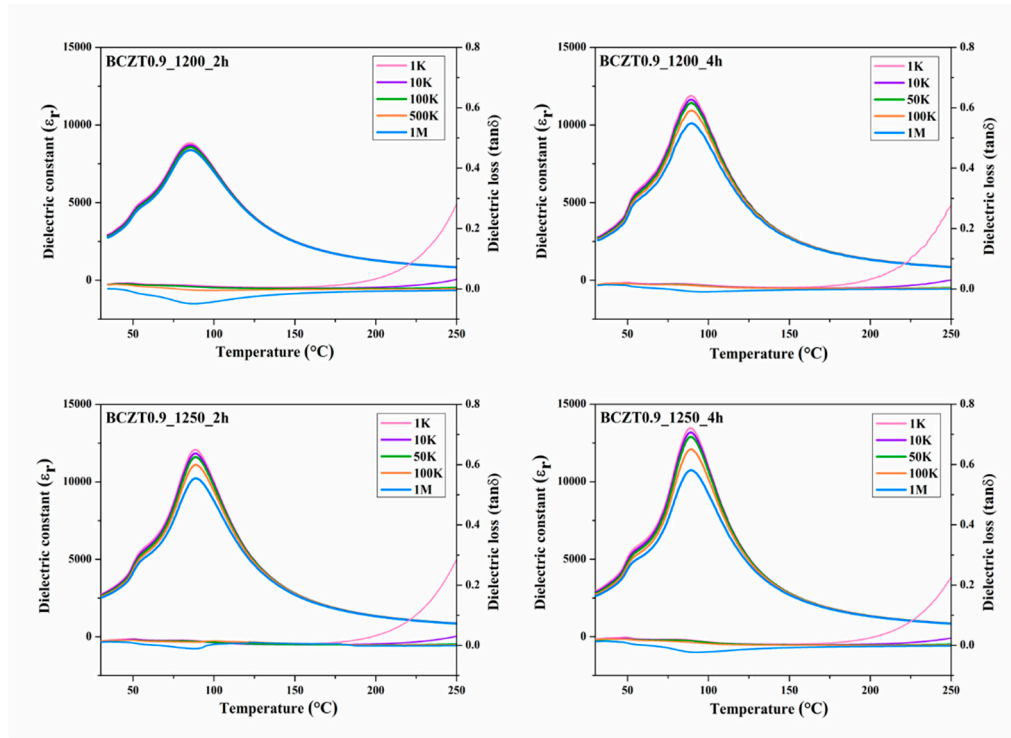 BCZT0.9_1200_2h
1K
10K
100K
500K
1M
Dielectric constant (εr)
Dielectric loss (tanδ)
15000
10000
5000
0
0.8
0.6
0.4
0.2
0.0
50
100
150
200
250
Temperature (°C)
BCZT0.9_1200_4h
1K
10K
50K
100K
1M
Dielectric constant (εr)
Dielectric loss (tanδ)
15000
10000
5000
0
0.8
0.6
0.4
0.2
0.0
50
100
150
200
250
Temperature (°C)
BCZT0.9_1250_2h
1K
10K
50K
100K
1M
Dielectric constant (εr)
Dielectric loss (tanδ)
15000
10000
5000
0
0.8
0.6
0.4
0.2
0.0
50
100
150
200
250
Temperature (°C)
BCZT0.9_1250_4h
1K
10K
50K
100K
1M
Dielectric constant (εr)
Dielectric loss (tanδ)
15000
10000
5000
0
0.8
0.6
0.4
0.2
0.0
50
100
150
200
250
Temperature (°C)